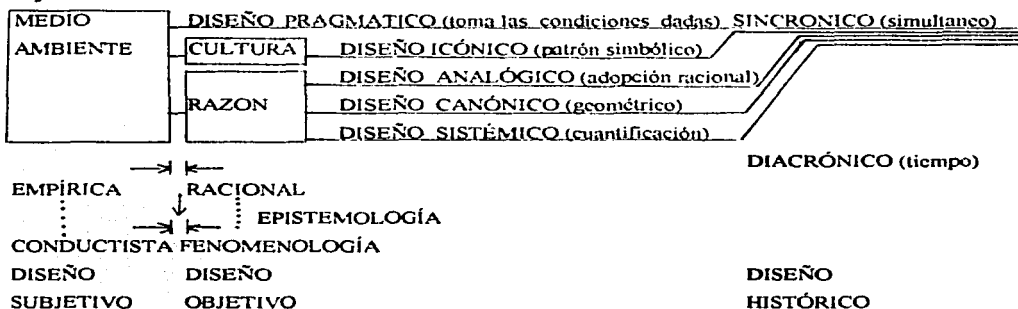 MEDIO DISEÑO PRAGMATICO (toma las condiciones dadas) SINCRONICO (simultaneo)
AMBIENTE CULTURA DISEÑO ICÓNICO (patrón simbólico)
DISEÑO ANALÓGICO (adopción racional)
RAZON DISEÑO CANÓNICO (geométrico)
DISEÑO SISTÉMICO (cuantificación)
DIACRÓNICO (tiempo)
EMPÍRICA RACIONAL
EPISTEMOLOGÍA
CONDUCTISTA FENOMENOLOGÍA
DISEÑO DISEÑO DISEÑO
SUBJETIVO OBJETIVO HISTÓRICO